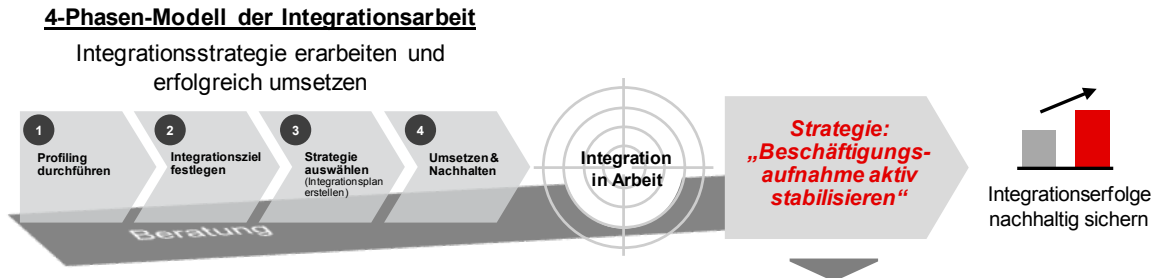 4-Phasen-Modell der Integrationsarbeit
Integrationsstrategie erarbeiten und
erfolgreich umsetzen
1
Profiling
durchführen
2
Integrationsziel
festlegen
3
Strategie
auswählen
(Integrationsplan
erstellen)
4
Umsetzen &
Nachhalten
Beratung
Integration
in Arbeit
Strategie:
„Beschäftigungs-
aufnahme aktiv
stabilisieren“
Integrationserfolge
nachhaltig sichern